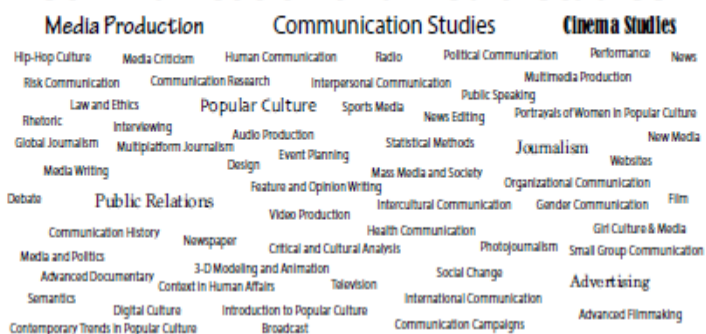 Media Production Communication Studies Cinema Studies
Hip-Hop Culture Media Criticism Human Communication Radio Political Communication Performance News
Risk Communication Communication Research Interpersonal Communication Multimedia Production
Public Speaking
Law and Ethics Popular Culture Sports Media News Editing Portrayals of Women in Popular Culture
Rhetoric Interviewing Audio Production Statistical Methods Journalism New Media
Global Journalism Multiplatform Journalism Event Planning Websites
Media Writing Design Mass Media and Society Organizational Communication
Feature and Opinion Writing
Debate Public Relations Intercultural Communication Gender Communication Film
Video Production
Communication History Newspaper Health Communication Girl Culture & Media
Media and Politics Critical and Cultural Analysis Photojournalism Small Group Communication
Advanced Documentary 3-D Modeling and Animation Social Change Advertising
Context in Human Affairs Television
Semantics International Communication
Digital Culture Introduction to Popular Culture Advanced Filmmaking
Contemporary Trends in Popular Culture Broadcast Communication Campaigns